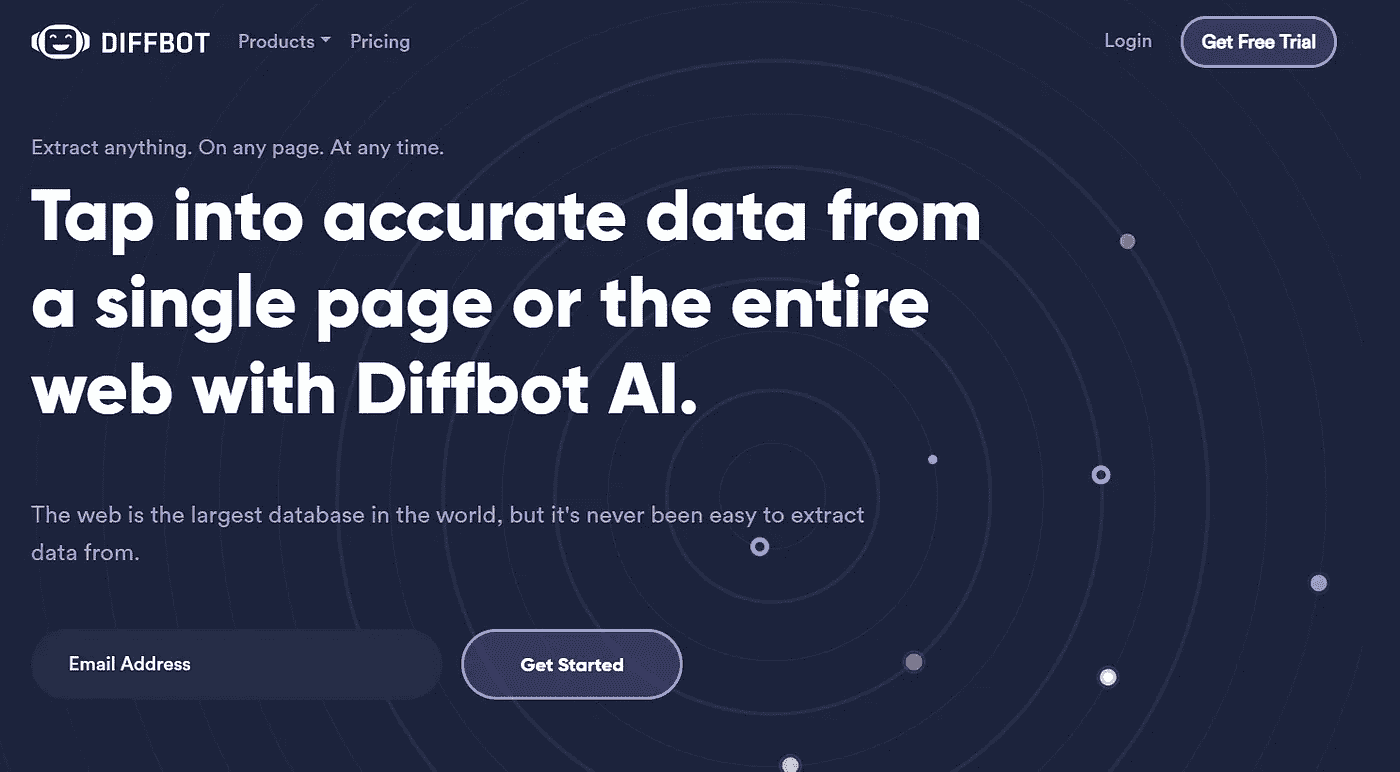 DIFFBOT
Products
Pricing
Login
Get Free Trial
Extract anything. On any page. At any time.
Tap into accurate data from
a single page or the entire
web with Diffbot AI.
The web is the largest database in the world, but it's never been easy to extract
data from.
Email Address
Get Started